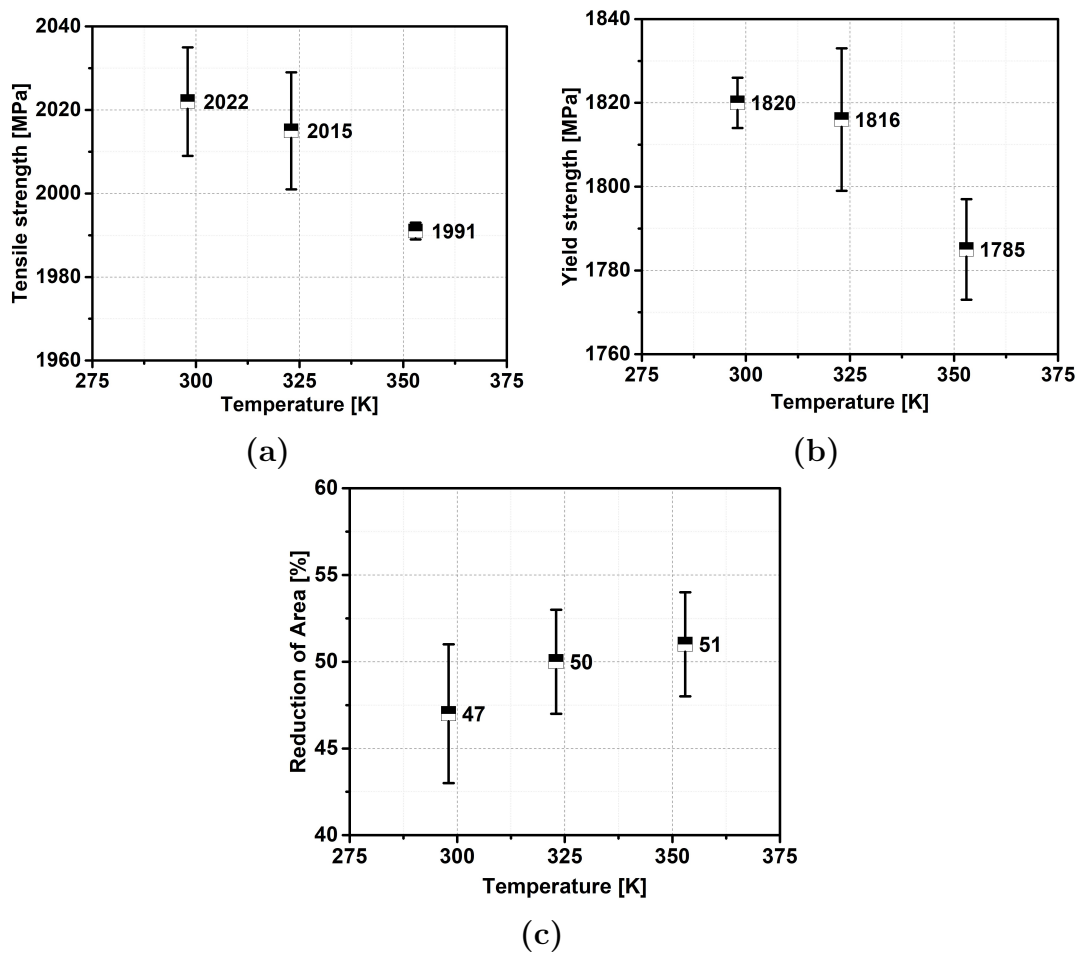 Tensile strength [MPa]
2040
2020
2000
1980
1960
2022
2015
1991
275 300 325 350 375
Temperature [K]
(a)
Yield strength [MPa]
1840
1820
1800
1780
1760
1820
1816
1785
275 300 325 350 375
Temperature [K]
(b)
Reduction of Area [%]
60
55
50
45
40
47
50
51
275 300 325 350 375
Temperature [K]
(c)